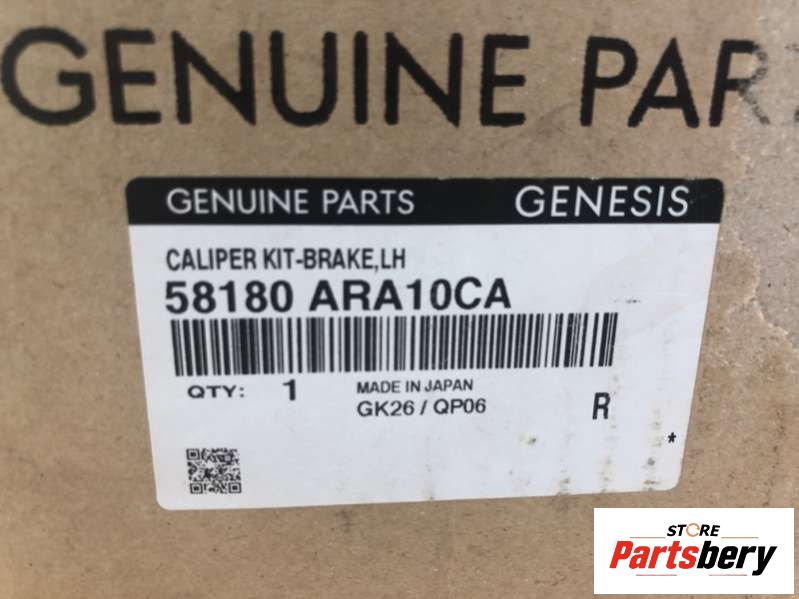 GENUINE PAR
GENUINE PARTS GENESIS
CALIPER KIT-BRAKE,LH
58180 ARA10CA
QTY: 1 MADE IN JAPAN
GK26 / QP06 R
*
STORE
Partsbery